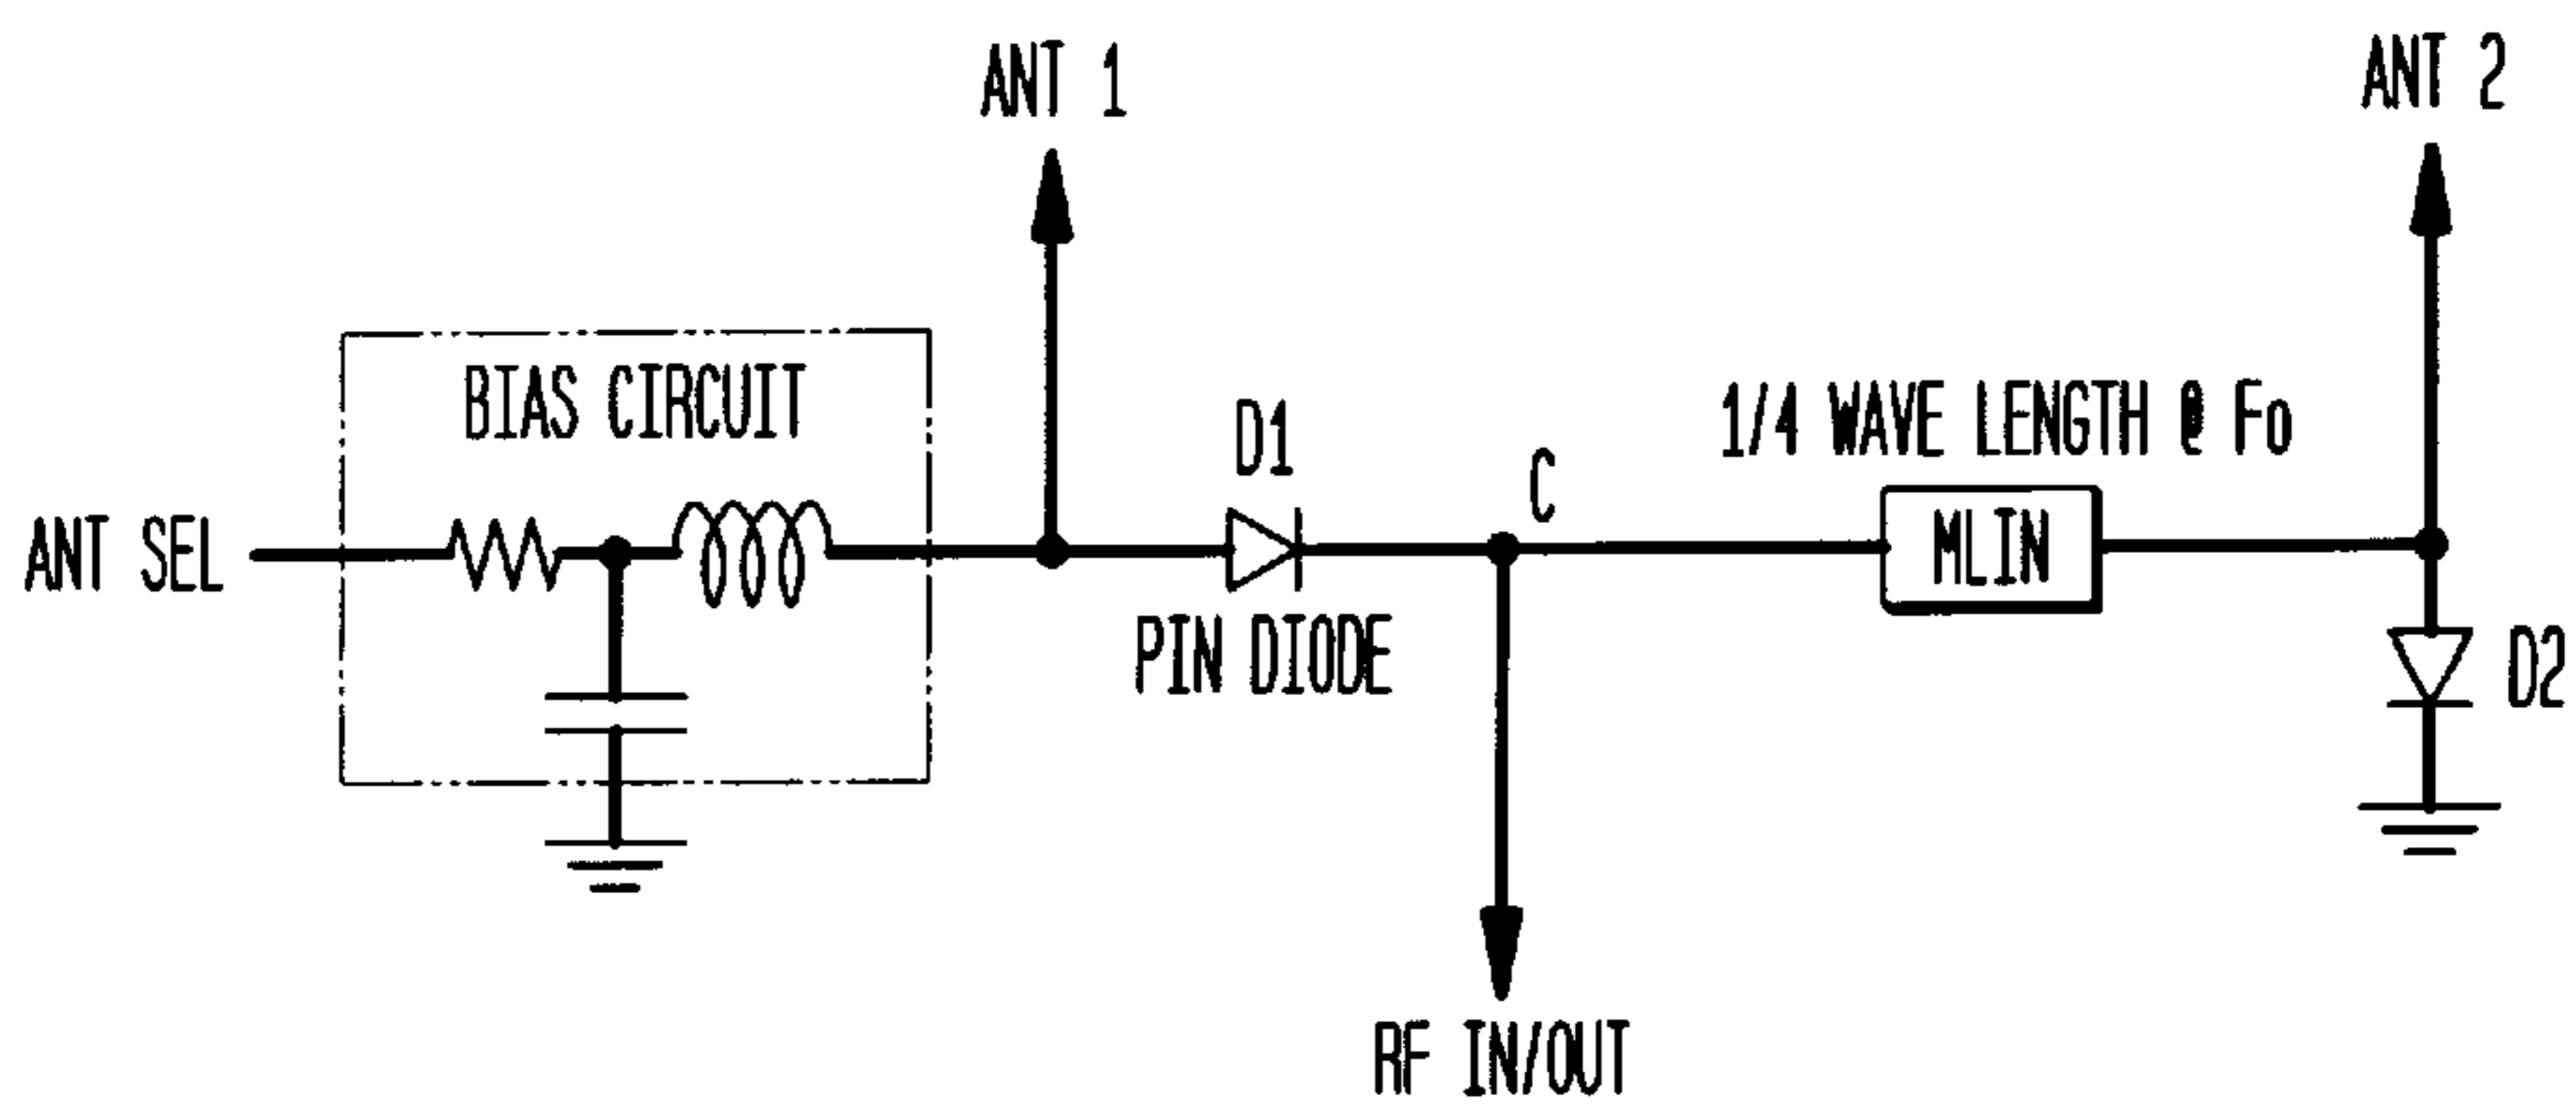 ANT 1
ANT 2
BIAS CIRCUIT
D1
C
1/4 WAVE LENGTH @ Fo
ANT SEL
MLIN
PIN DIODE
D2
RF IN/OUT